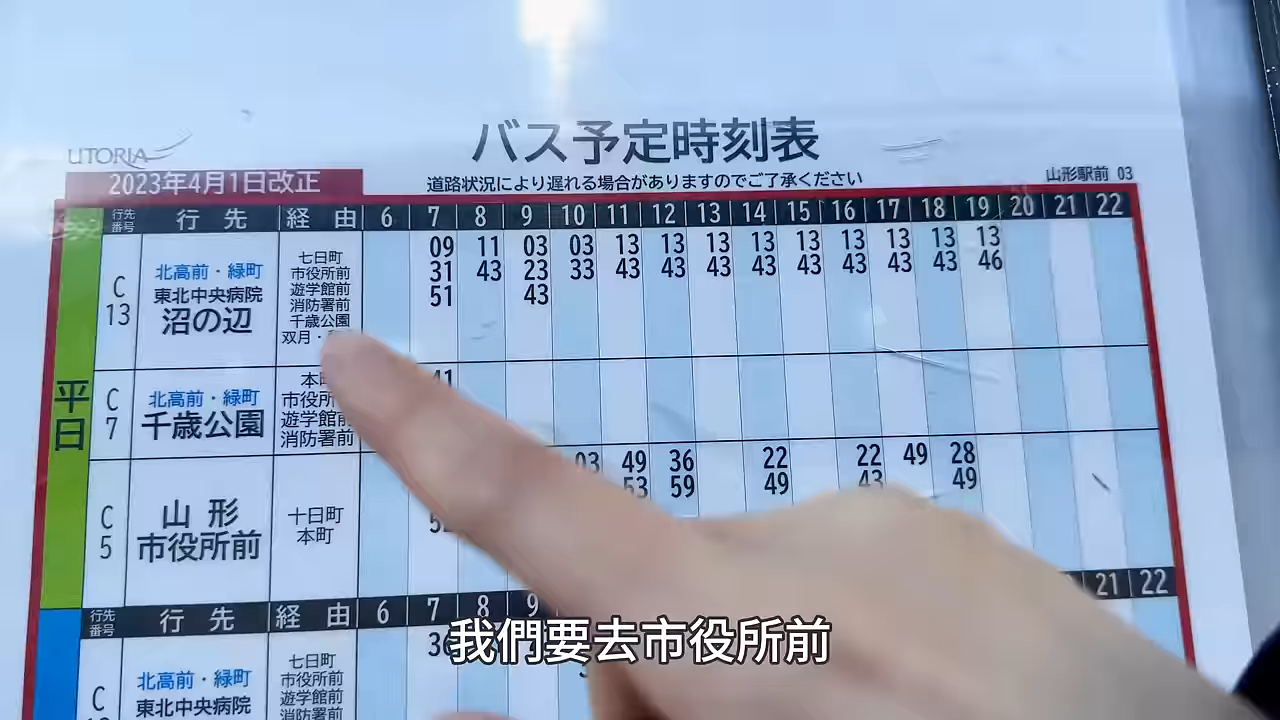 UTORIA
バス予定時刻表
2023年4月1日改正
道路状況により遅れる場合がありますのでご了承ください
山形駅前 03
行先番号 行先 経由 6 7 8 9 10 11 12 13 14 15 16 17 18 19 20 21 22
平日
C13
北高前・緑町
東北中央病院
沼の辺
七日町
市役所前
遊学館前
消防署前
千歳公園
双月・
09 11 03 03 13 13 13 13 13 13 13 13 13
31 43 23 33 43 43 43 43 43 43 43 43 46
51 43
C7
北高前・緑町
千歳公園
本町
市役所前
遊学館前
消防署前
41
C5
山形
市役所前
十日町
本町
03 49 36 22 22 49 28
53 59 49 43 49
行先番号 行先 経由 6 7 8 9 21 22
C
北高前・緑町
東北中央病院
七日町
市役所前
遊学館前
消防署前
36
我們要去市役所前